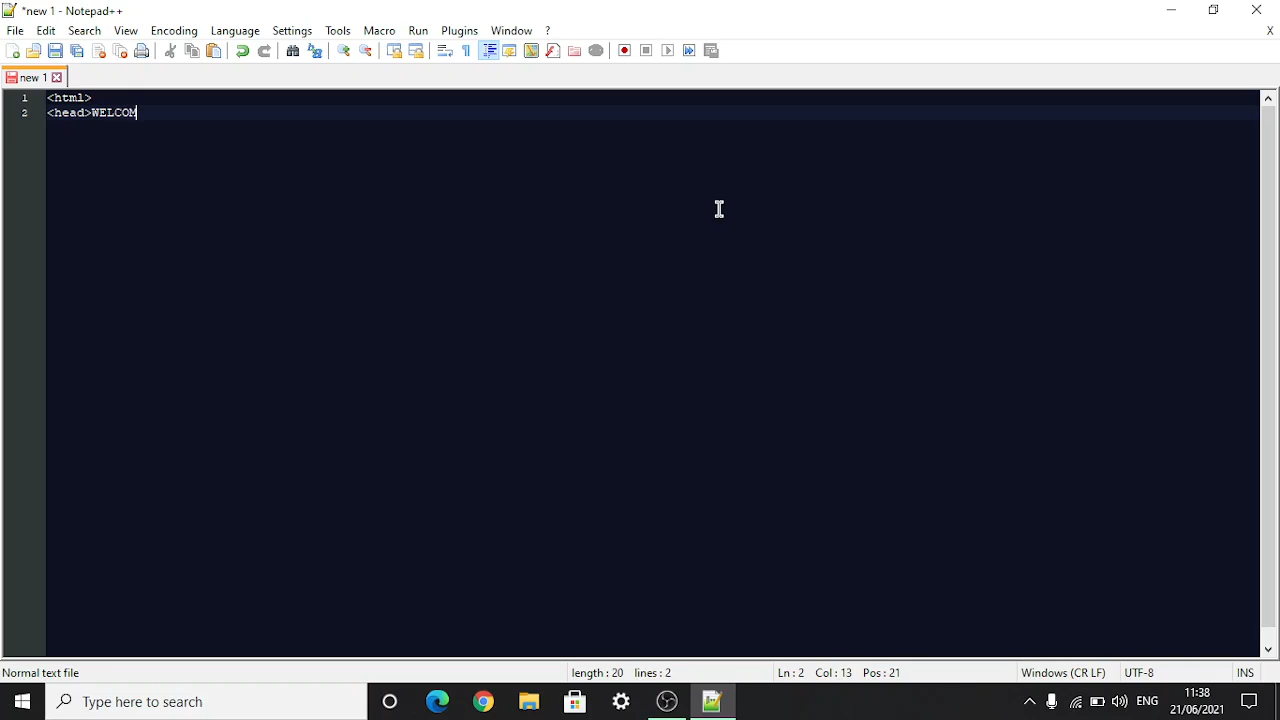 *new 1 - Notepad++
File Edit Search View Encoding Language Settings Tools Macro Run Plugins Window ? X
new 1
1 <html>
2 <head>WELCOM
Normal text file length : 20 lines : 2 Ln : 2 Col : 13 Pos : 21 Windows (CR LF) UTF-8 INS
Type here to search ENG 11:38
21/06/2021